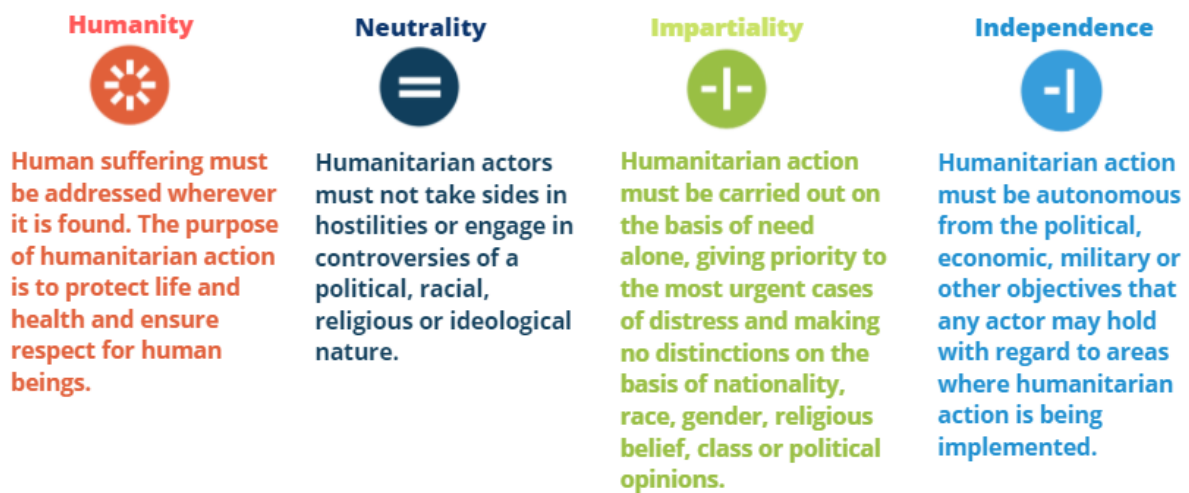 Humanity
Human suffering must
be addressed wherever
it is found. The purpose
of humanitarian action
is to protect life and
health and ensure
respect for human
beings.
Neutrality
Humanitarian actors
must not take sides in
hostilities or engage in
controversies of a
political, racial,
religious or ideological
nature.
Impartiality
Humanitarian action
must be carried out on
the basis of need
alone, giving priority to
the most urgent cases
of distress and making
no distinctions on the
basis of nationality,
race, gender, religious
belief, class or political
opinions.
Independence
Humanitarian action
must be autonomous
from the political,
economic, military or
other objectives that
any actor may hold
with regard to areas
where humanitarian
action is being
implemented.